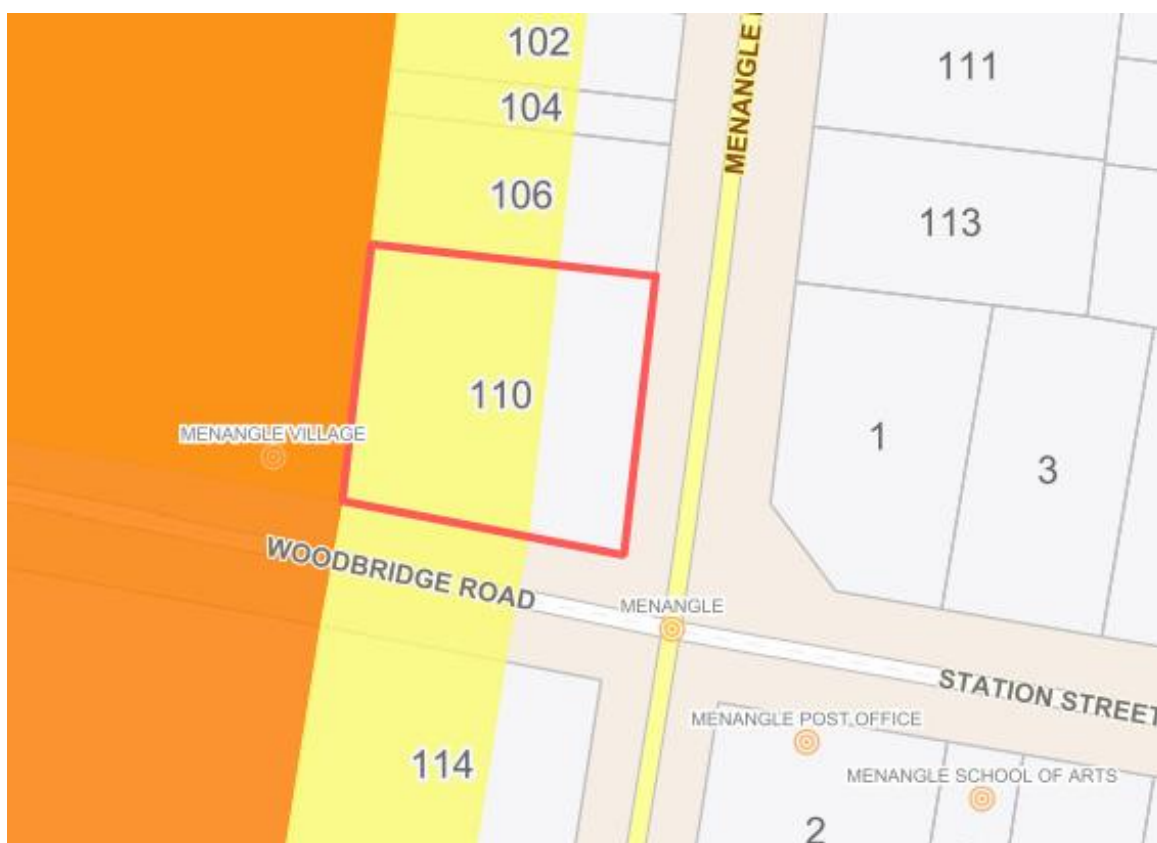 102
MENANGLE
111
104
106
113
110
MENANGLE VILLAGE
1
3
WOODBRIDGE ROAD
MENANGLE
STATION STREET
MENANGLE POST OFFICE
114
MENANGLE SCHOOL OF ARTS
2